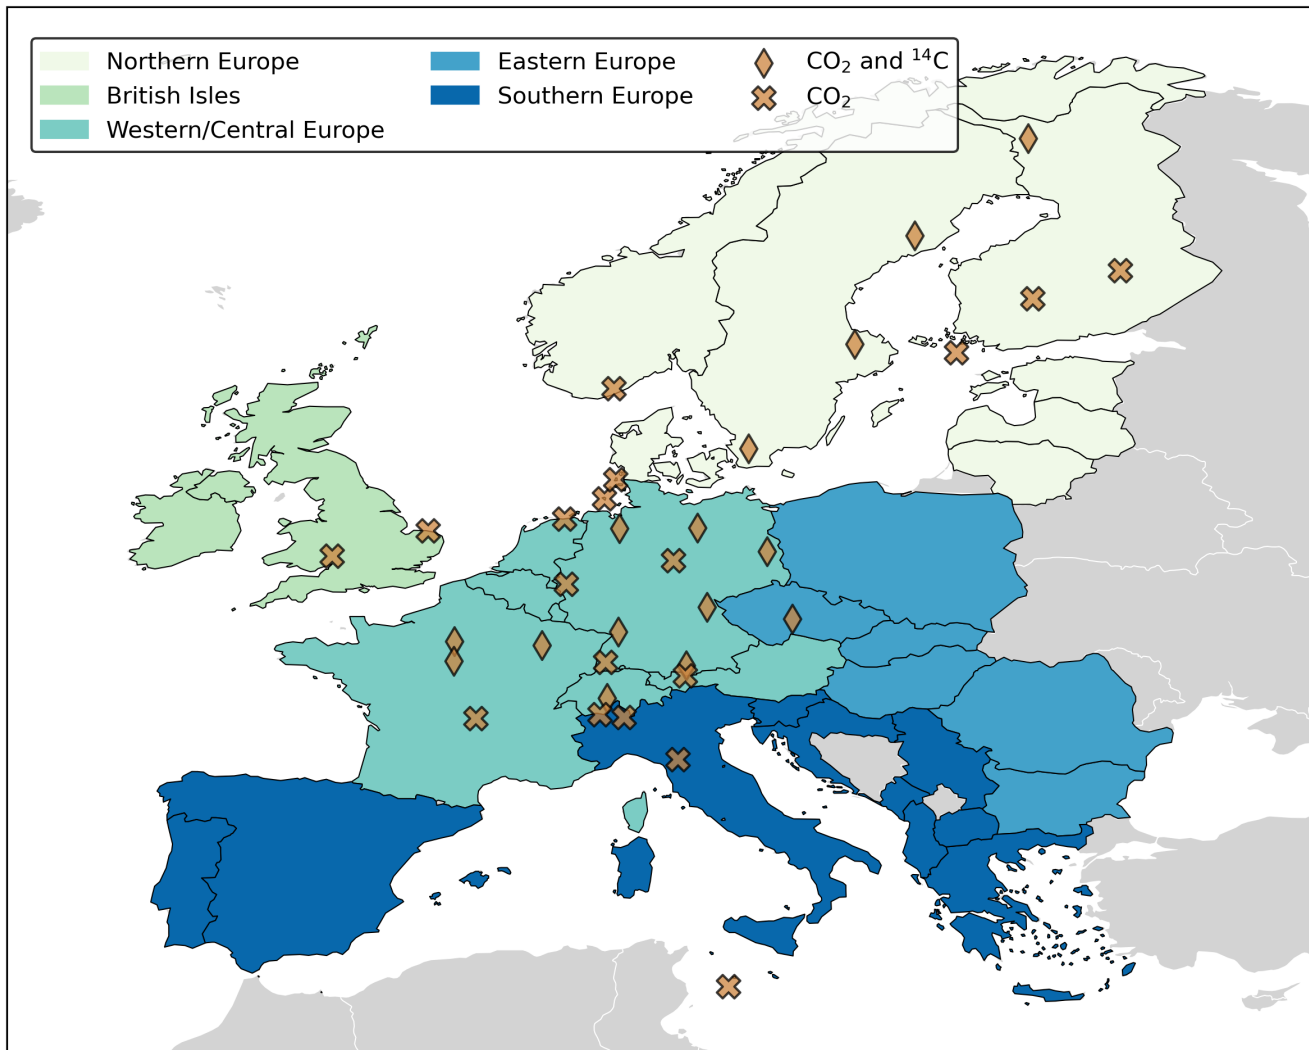 Northern Europe
British Isles
Western/Central Europe
Eastern Europe
Southern Europe
CO₂ and ¹⁴C
CO₂